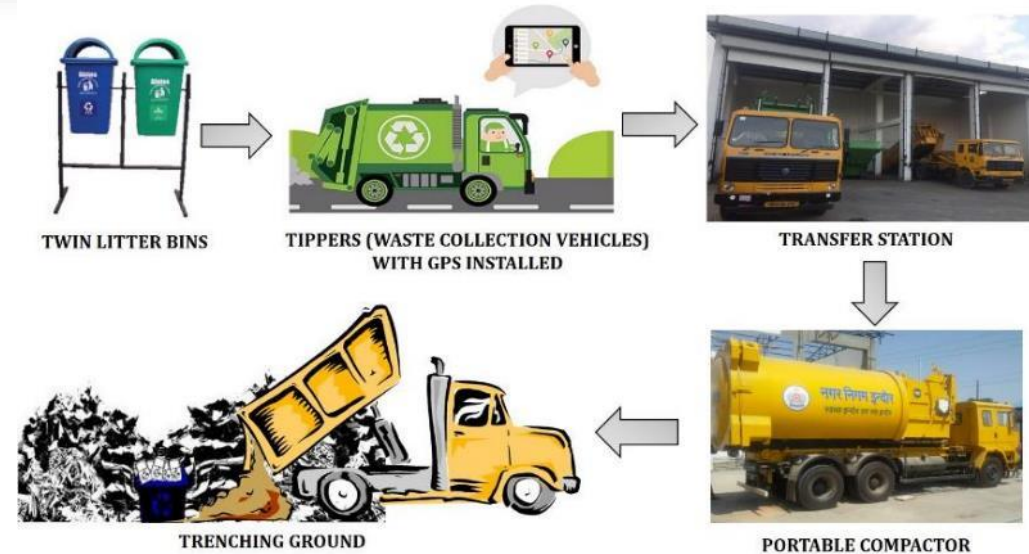 TWIN LITTER BINS
TIPPERS (WASTE COLLECTION VEHICLES)
WITH GPS INSTALLED
TRANSFER STATION
नगर निगम इन्दौर
PORTABLE COMPACTOR
TRENCHING GROUND